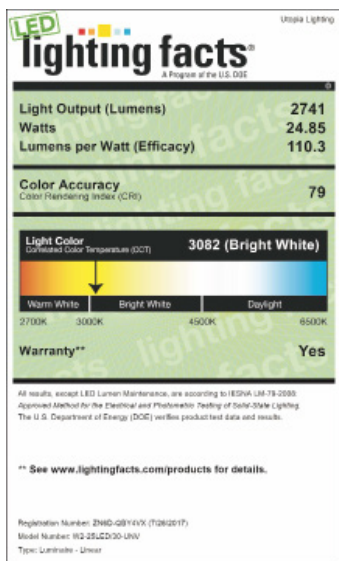 Utopia Lighting
LED
lighting facts®
A Program of the U.S. DOE
Light Output (Lumens) 2741
Watts 24.85
Lumens per Watt (Efficacy) 110.3
Color Accuracy
Color Rendering Index (CRI) 79
Light Color
Correlated Color Temperature (CCT) 3082 (Bright White)
Warm White Bright White Daylight
2700K 3000K 4500K 6500K
Warranty** Yes
All results, except LED Lumen Maintenance, are according to IESNA LM-79-2008:
Approved Method for the Electrical and Photometric Testing of Solid-State Lighting.
The U.S. Department of Energy (DOE) verifies product test data and results.
** See www.lightingfacts.com/products for details.
Registration Number: (7/26/2017)
Model Number: W2-25LED/30-UNV
Type: Luminaire - Linear